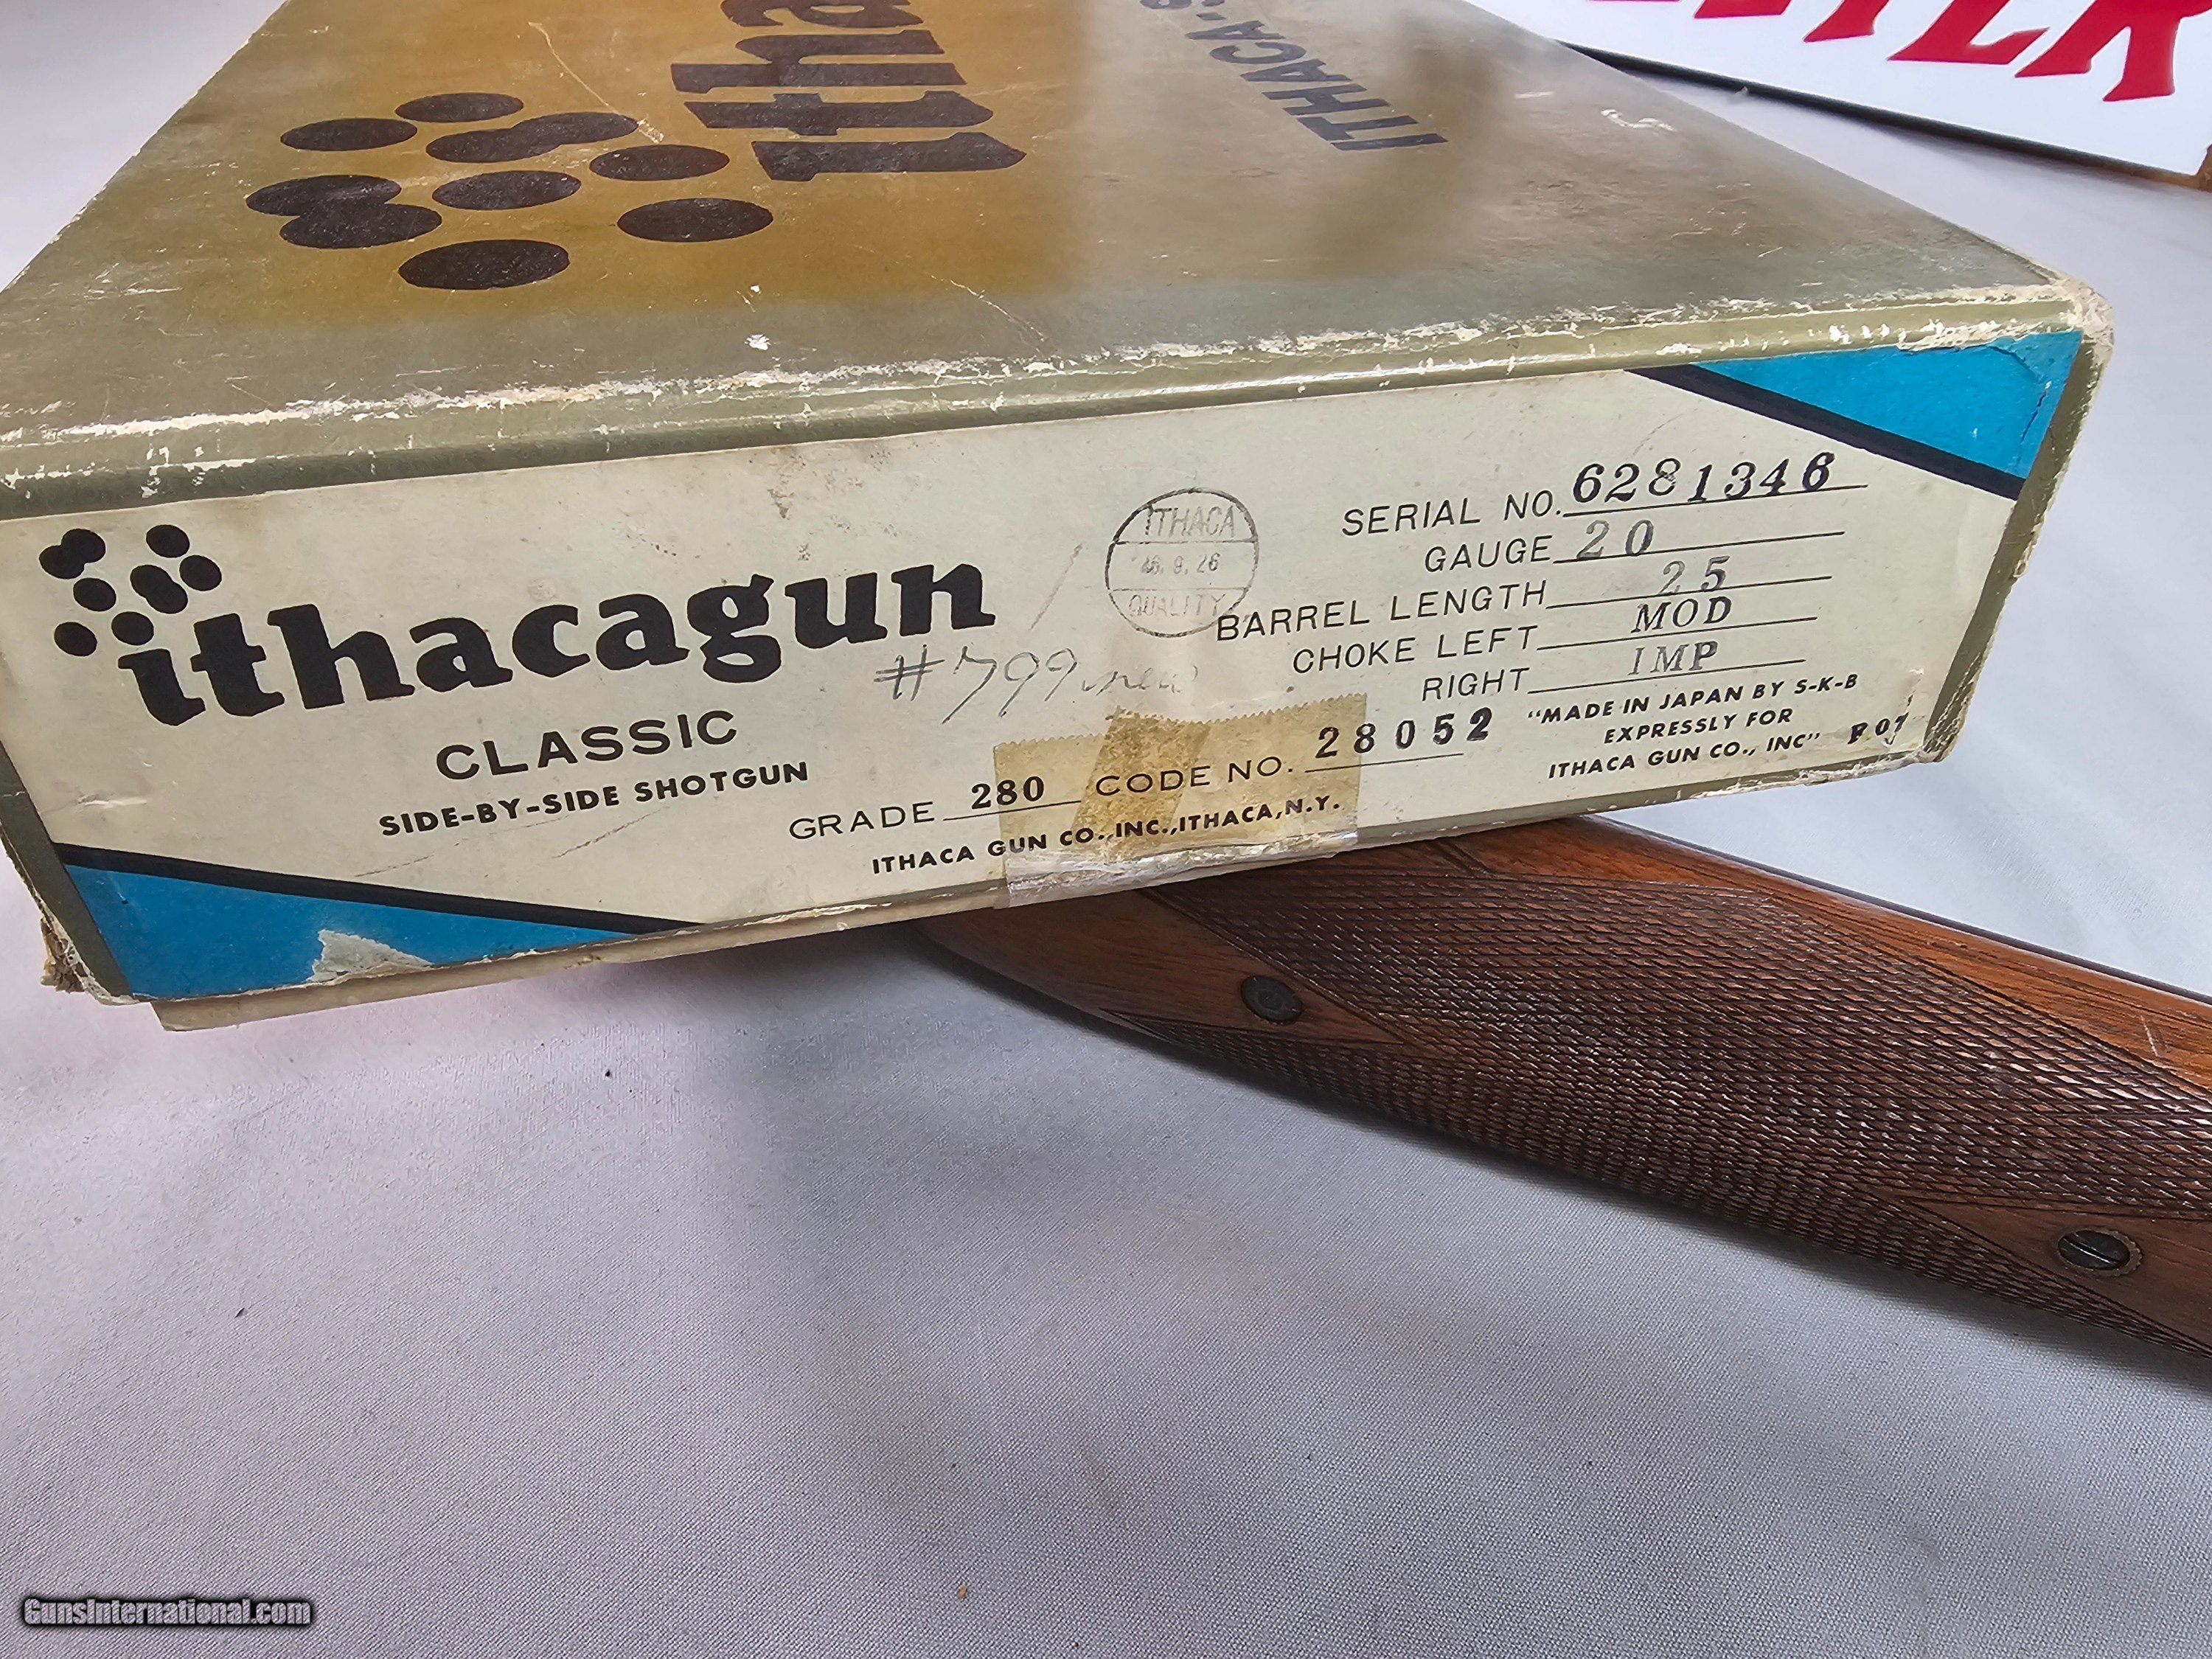 ITHACA-S
itha
ithacagun
CLASSIC
SIDE-BY-SIDE SHOTGUN
#799
ITHACA
QUALITY
SERIAL NO. 6281346
GAUGE 20
BARREL LENGTH 25
CHOKE LEFT MOD
RIGHT IMP
GRADE 280 CODE NO. 28052
ITHACA GUN CO., INC., ITHACA, N.Y.
"MADE IN JAPAN BY S-K-B
EXPRESSLY FOR
ITHACA GUN CO., INC"
GunsInternational.com